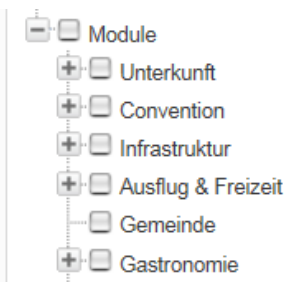 Module
Unterkunft
Convention
Infrastruktur
Ausflug & Freizeit
Gemeinde
Gastronomie